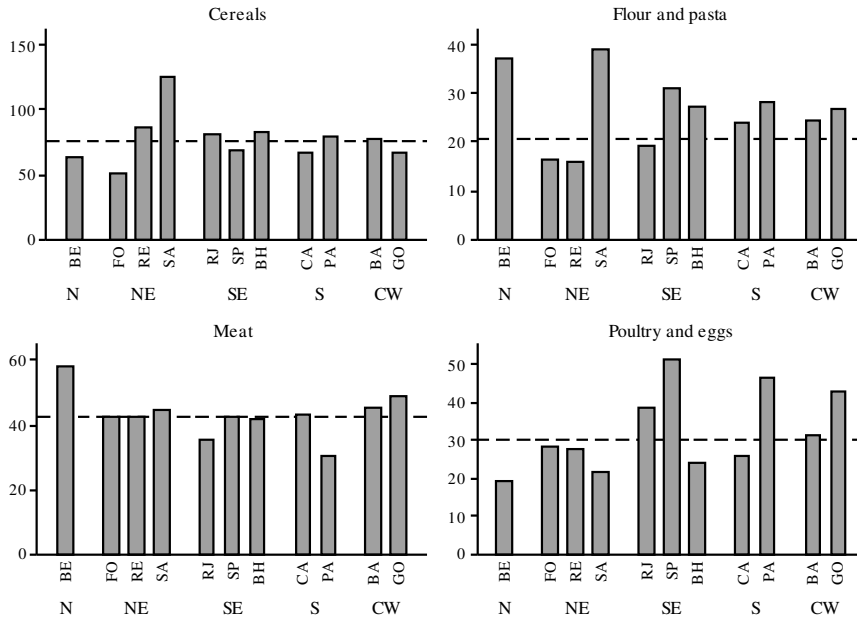 Cereals
150
100
50
0
BE FO RE SA RJ SP BH CA PA BA GO
N NE SE S CW
Flour and pasta
40
30
20
10
0
BE FO RE SA RJ SP BH CA PA BA GO
N NE SE S CW
Meat
60
40
20
0
BE FO RE SA RJ SP BH CA PA BA GO
N NE SE S CW
Poultry and eggs
50
40
30
20
10
0
BE FO RE SA RJ SP BH CA PA BA GO
N NE SE S CW